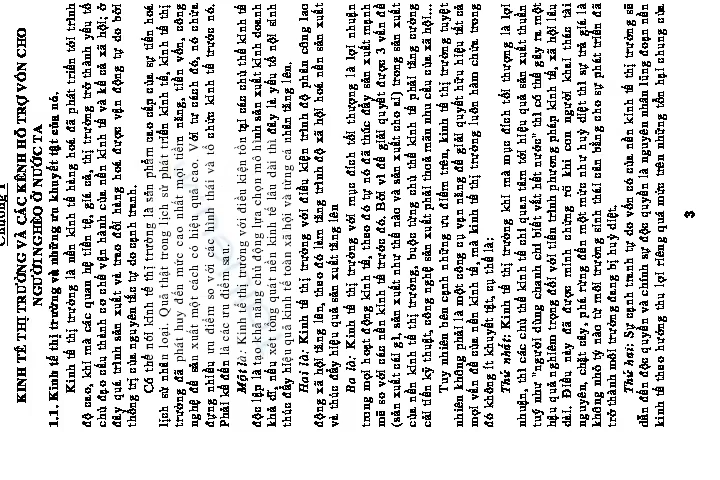 Chương 1
KINH TẾ THỊ TRƯỜNG VÀ CÁC KÊNH HỖ TRỢ VỐN CHO
NGƯỜI NGHÈO Ở NƯỚC TA
1.1. Kinh tế thị trường và những ưu khuyết tật của nó.
Kinh tế thị trường là nền kinh tế hàng hoá đã phát triển tới trình
độ cao, khi mà các quan hệ tiền tệ, giá cả, thị trường trở thành yếu tố
chủ đạo cấu thành cơ chế vận hành của nền kinh tế và kể cả xã hội; ở
đây quá trình sản xuất và trao đổi hàng hoá được vận động tự do bởi
thống trị của nguyên tắc tự do cạnh tranh.
Có thể nói kinh tế thị trường là sản phẩm cao cấp của sự tiến hoá
lịch sử nhân loại. Quả thật trong lịch sử phát triển kinh tế, kinh tế thị
trường đã phát huy đến mức cao nhất mọi tiềm năng, tiền vốn, công
nghệ để sản xuất một cách có hiệu quả cao. Với tư cách đó, nó chứa
đựng nhiều ưu điểm so với các hình thái và tổ chức kinh tế trước nó.
Phải kể đến là các ưu điểm sau.
Một là: Kinh tế thị trường với điều kiện tồn tại các chủ thể kinh tế
độc lập là tạo khả năng chủ động lựa chọn mô hình sản xuất kinh doanh
khả dĩ, nếu xét tổng quát nền kinh tế lâu dài thì đây là yếu tố nội sinh
thúc đẩy hiệu quả kinh tế toàn xã hội và từng cá nhân tăng lên.
Hai là: Kinh tế thị trường với điều kiện trình độ phân công lao
động xã hội tăng lên, theo đó làm tăng trình độ xã hội hoá nền sản xuất
và thúc đẩy hiệu quả sản xuất tăng lên
Ba là: Kinh tế thị trường với mục đích tối thượng là lợi nhuận
trong mọi hoạt động kinh tế, theo đó tự nó đã thúc đẩy sản xuất mạnh
mẽ so với các nền kinh tế trước đó. Bởi vì để giải quyết được 3 vấn đề
(sản xuất cái gì, sản xuất như thế nào và sản xuất cho ai) trong sản xuất
của nền kinh tế thị trường, buộc từng chủ thể kinh tế phải tăng cường
cải tiến kỹ thuật, công nghệ sản xuất phải thoả mãn nhu cầu của xã hội...
Tuy nhiên bên cạnh những ưu điểm trên, kinh tế thị trường tuyệt
nhiên không phải là một công cụ vạn năng để giải quyết hữu hiệu tất cả
mọi vấn đề của nền kinh tế, mà kinh tế thị trường luôn hàm chứa trong
đó không ít khuyết tật, cụ thể là:
Thứ nhất: Kinh tế thị trường khi mà mục đích tối thượng là lợi
nhuận, thì các chủ thể kinh tế chỉ quan tâm tới hiệu quả sản xuất thuần
tuý như "người dùng chanh chỉ biết vắt hết nước" thì có thể gây ra một
hậu quả nghiêm trọng đối với tiến trình phương pháp kinh tế, xã hội lâu
dài. Điều này đã được minh chứng rõ khi con người khai thác tài
nguyên, chặt cây, phá rừng đến một mức như huỷ diệt thì sự trả giá là
không nhỏ tý nào từ môi trường sinh thái cân bằng cho sự phát triển đã
trở thành môi trường đang bị huỷ diệt.
Thứ hai: Sự cạnh tranh tự do vốn có của nền kinh tế thị trường sẽ
dẫn đến độc quyền và chính sự độc quyền là nguyên nhân lũng đoạn nền
kinh tế theo hướng thu lợi riêng quá mức trên những tổn hại chung của
3